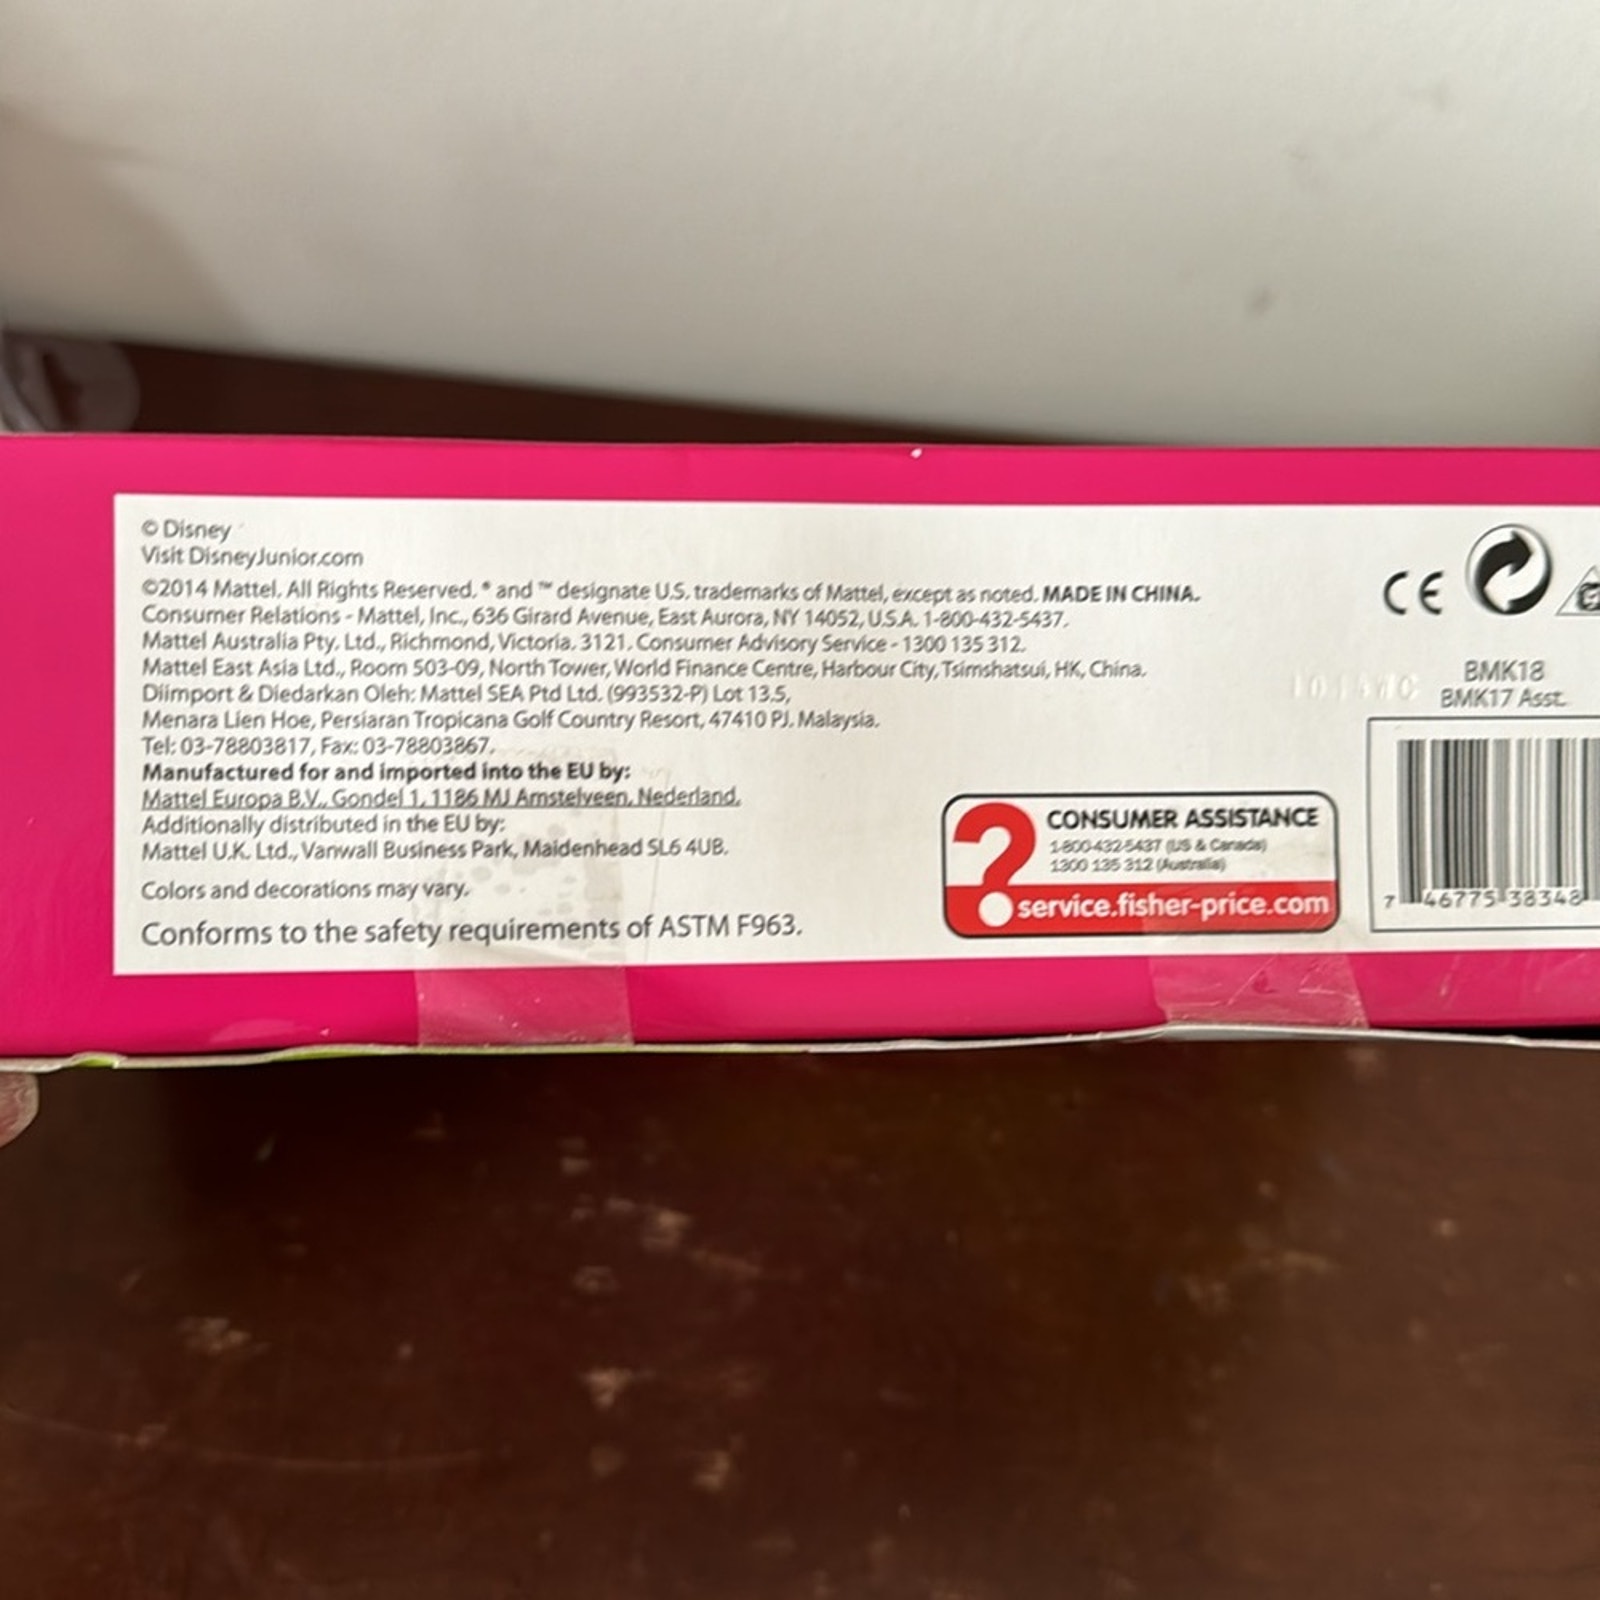 © Disney
Visit DisneyJunior.com
©2014 Mattel. All Rights Reserved. ® and ™ designate U.S. trademarks of Mattel, except as noted. MADE IN CHINA.
Consumer Relations - Mattel, Inc., 636 Girard Avenue, East Aurora, NY 14052, U.S.A. 1-800-432-5437.
Mattel Australia Pty. Ltd., Richmond, Victoria. 3121. Consumer Advisory Service - 1300 135 312.
Mattel East Asia Ltd., Room 503-09, North Tower, World Finance Centre, Harbour City, Tsimshatsui, HK, China.
Diimport & Diedarkan Oleh: Mattel SEA Ptd Ltd. (993532-P) Lot 13.5,
Menara Lien Hoe, Persiaran Tropicana Golf Country Resort, 47410 PJ. Malaysia.
Tel: 03-78803817, Fax: 03-78803867.
Manufactured for and imported into the EU by:
Mattel Europa B.V., Gondel 1, 1186 MJ Amstelveen, Nederland.
Additionally distributed in the EU by:
Mattel U.K. Ltd., Vanwall Business Park, Maidenhead SL6 4UB.
Colors and decorations may vary.
Conforms to the safety requirements of ASTM F963.
?
CONSUMER ASSISTANCE
1-800-432-5437 (US & Canada)
1300 135 312 (Australia)
service.fisher-price.com
CE
BMK18
BMK17 Asst.
7 46775 38348